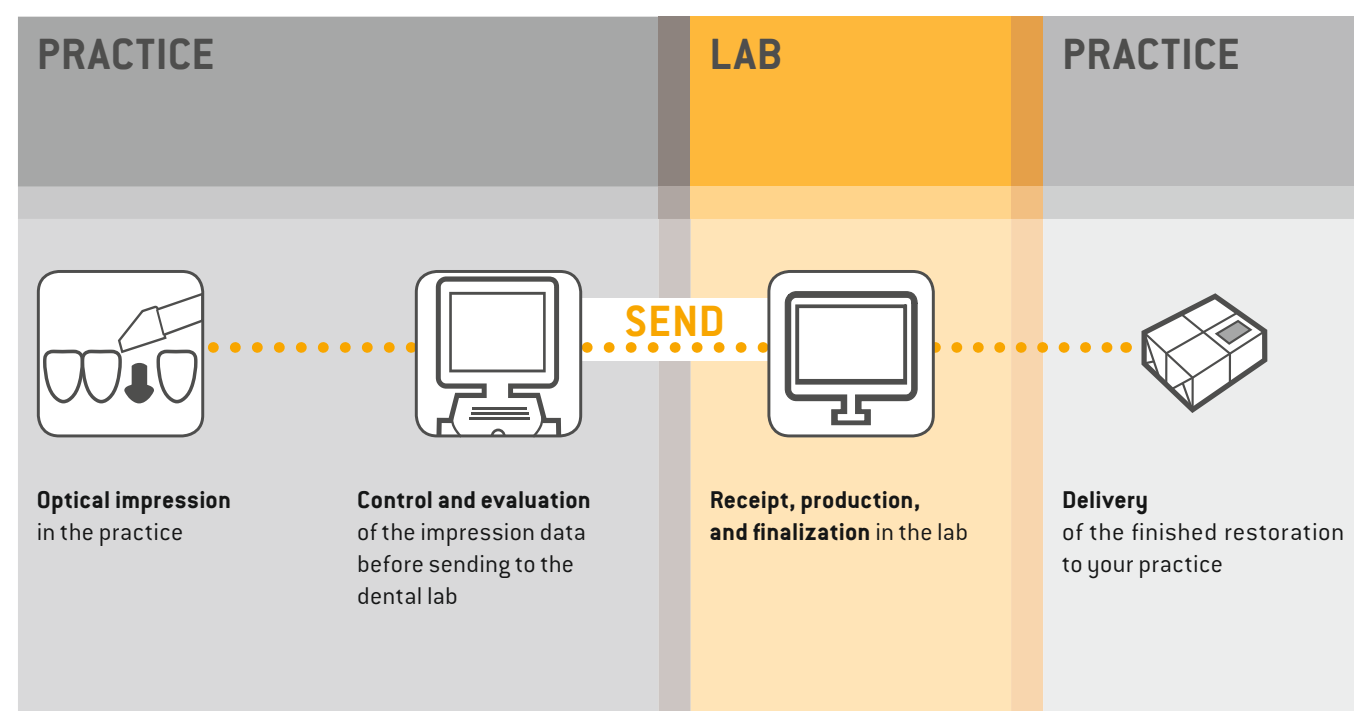 PRACTICE
LAB
PRACTICE
SEND
Optical impression
in the practice
Control and evaluation
of the impression data
before sending to the
dental lab
Receipt, production,
and finalization in the lab
Delivery
of the finished restoration
to your practice